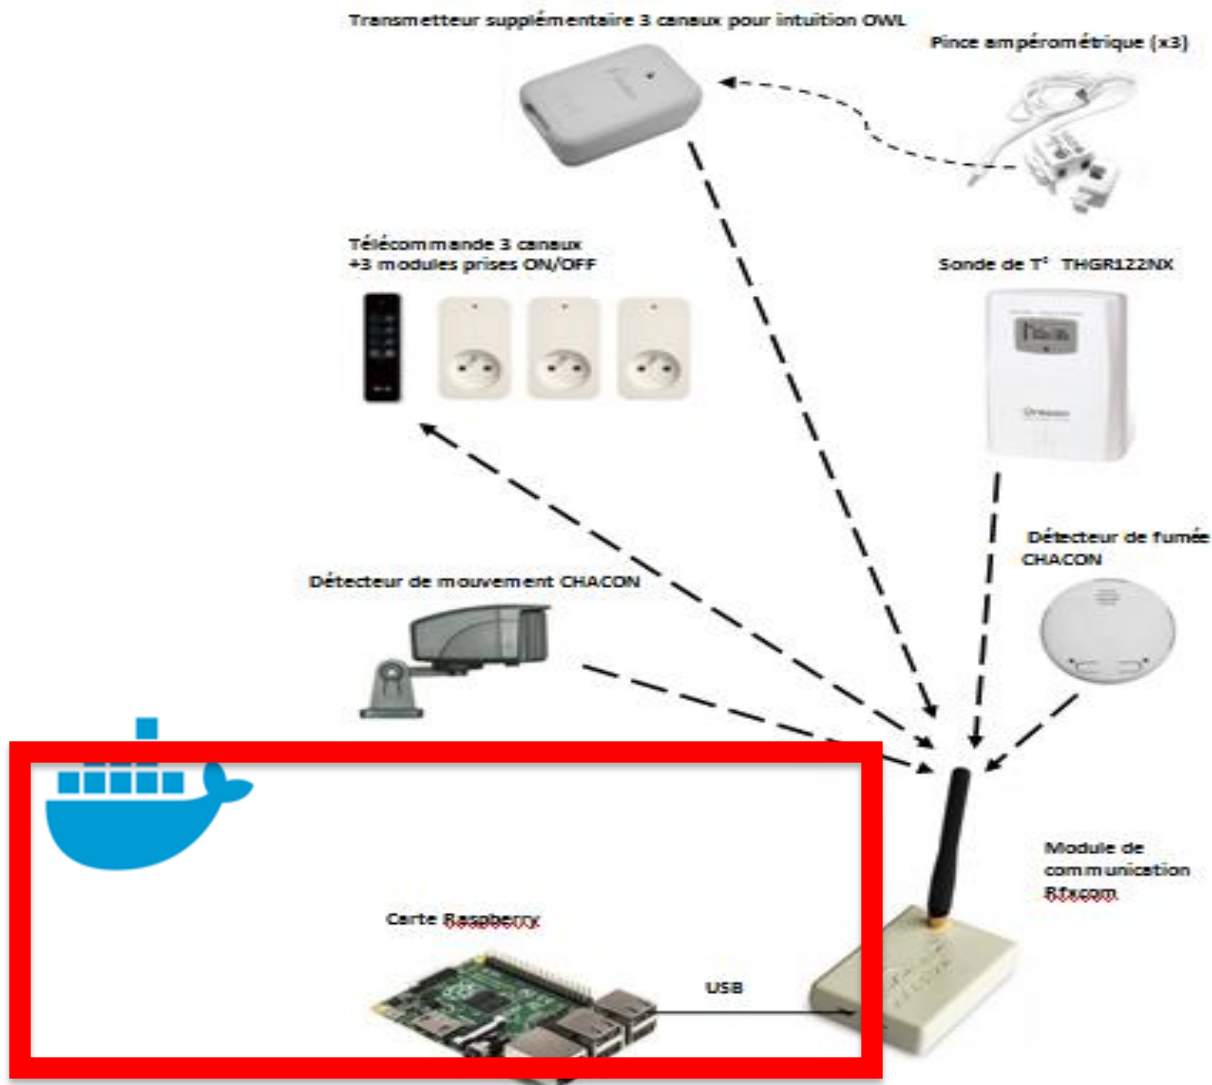 Transmetteur supplémentaire 3 canaux pour intuition OWL
Pince ampérométrique (x3)
Télécommande 3 canaux
+3 modules prises ON/OFF
Sonde de T° THGR122NX
Détecteur de fumée
CHACON
Détecteur de mouvement CHACON
Module de
communication
Rfxcom
Carte Raspberry
USB